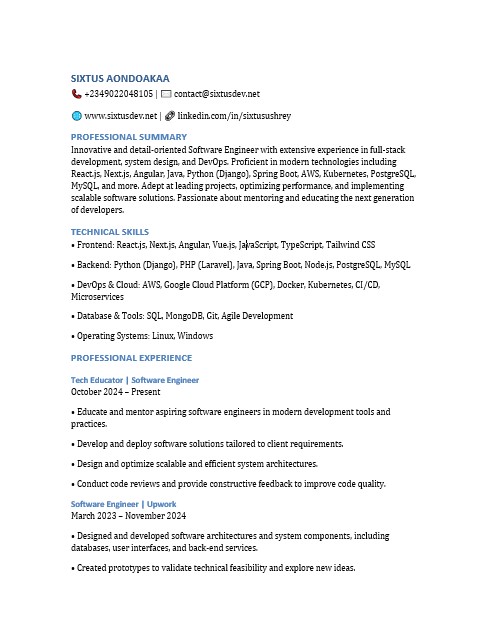 SIXTUS AONDOAKAA
+2349022048105 | contact@sixtusdev.net
www.sixtusdev.net | linkedin.com/in/sixtusushrey
PROFESSIONAL SUMMARY
Innovative and detail-oriented Software Engineer with extensive experience in full-stack
development, system design, and DevOps. Proficient in modern technologies including
React.js, Next.js, Angular, Java, Python (Django), Spring Boot, AWS, Kubernetes, PostgreSQL,
MySQL, and more. Adept at leading projects, optimizing performance, and implementing
scalable software solutions. Passionate about mentoring and educating the next generation
of developers.
TECHNICAL SKILLS
• Frontend: React.js, Next.js, Angular, Vue.js, JavaScript, TypeScript, Tailwind CSS
• Backend: Python (Django), PHP (Laravel), Java, Spring Boot, Node.js, PostgreSQL, MySQL
• DevOps & Cloud: AWS, Google Cloud Platform (GCP), Docker, Kubernetes, CI/CD,
Microservices
• Database & Tools: SQL, MongoDB, Git, Agile Development
• Operating Systems: Linux, Windows
PROFESSIONAL EXPERIENCE
Tech Educator | Software Engineer
October 2024 – Present
• Educate and mentor aspiring software engineers in modern development tools and
practices.
• Develop and deploy software solutions tailored to client requirements.
• Design and optimize scalable and efficient system architectures.
• Conduct code reviews and provide constructive feedback to improve code quality.
Software Engineer | Upwork
March 2023 – November 2024
• Designed and developed software architectures and system components, including
databases, user interfaces, and back-end services.
• Created prototypes to validate technical feasibility and explore new ideas.